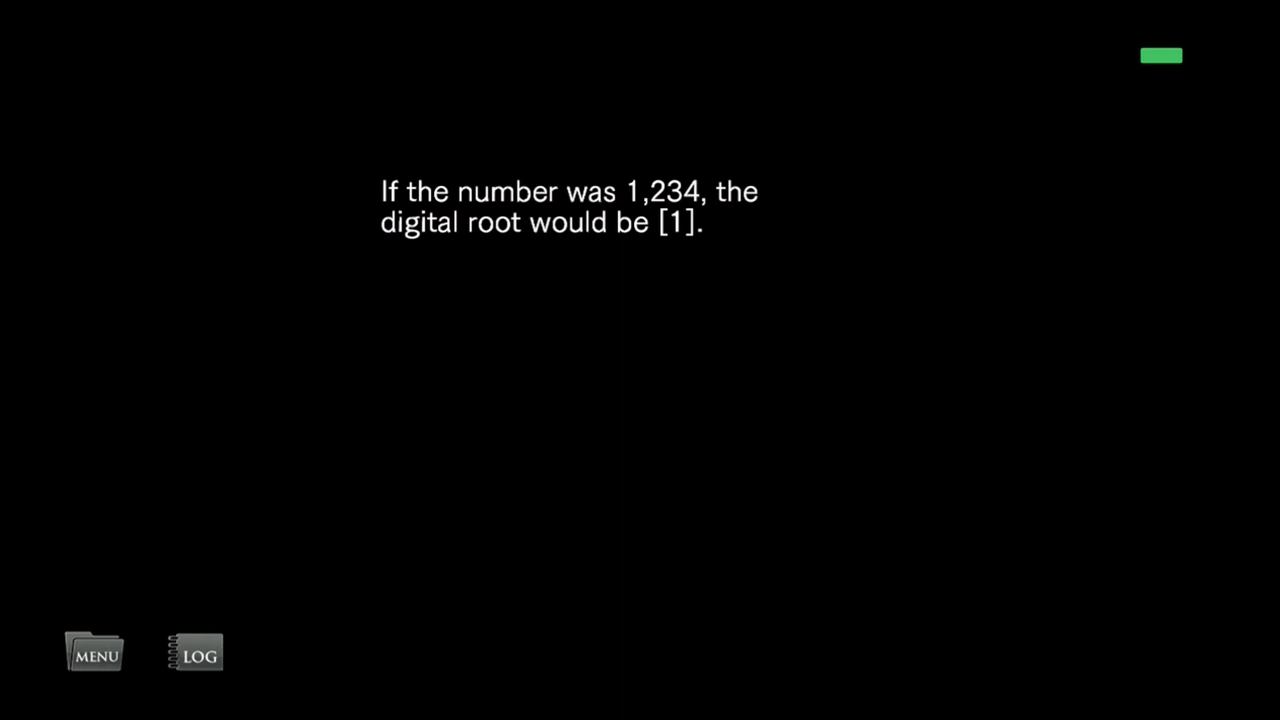 If the number was 1,234, the
digital root would be [1].
MENU
LOG